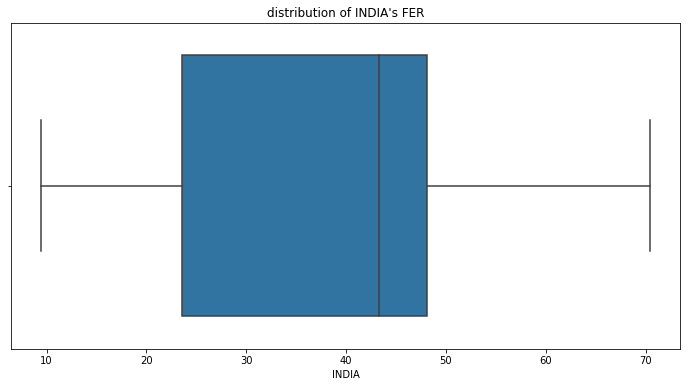 distribution of INDIA's FER
10 20 30 40 50 60 70
INDIA